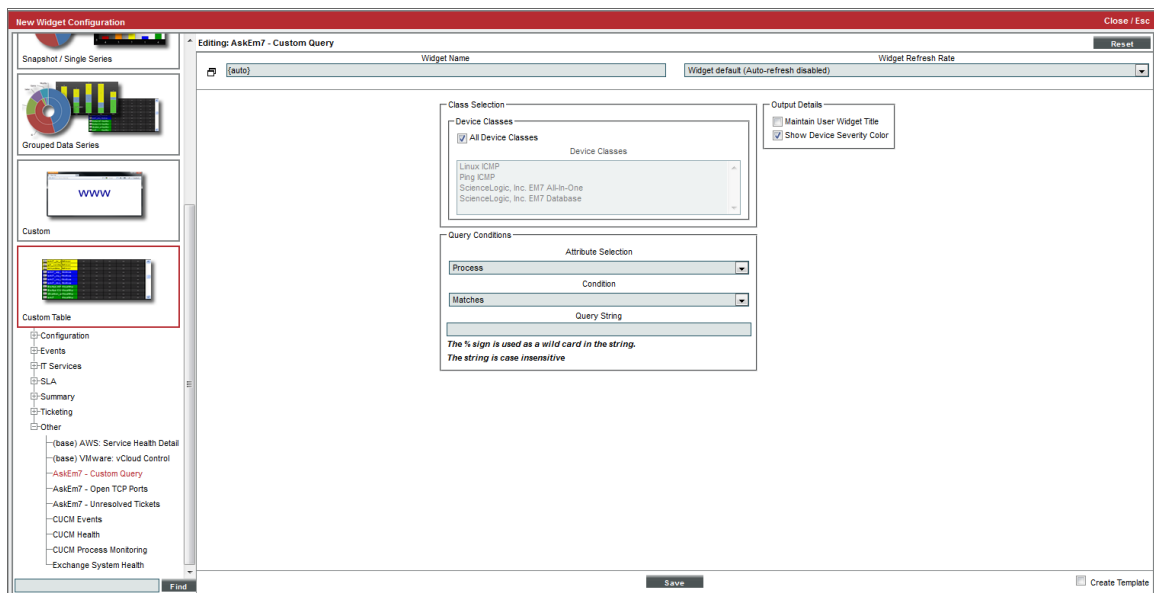 New Widget Configuration
Close / Esc
Snapshot / Single Series
Grouped Data Series
www
Custom
Custom Table
Configuration
Events
IT Services
SLA
Summary
Ticketing
Other
(base) AWS: Service Health Detail
(base) VMware: vCloud Control
AskEm7 - Custom Query
AskEm7 - Open TCP Ports
AskEm7 - Unresolved Tickets
CUCM Events
CUCM Health
CUCM Process Monitoring
Exchange System Health
Find
Editing: AskEm7 - Custom Query
Reset
Widget Name
Widget Refresh Rate
{auto}
Widget default (Auto-refresh disabled)
Class Selection
Device Classes
All Device Classes
Device Classes
Linux ICMP
Ping ICMP
ScienceLogic, Inc. EM7 All-In-One
ScienceLogic, Inc. EM7 Database
Output Details
Maintain User Widget Title
Show Device Severity Color
Query Conditions
Attribute Selection
Process
Condition
Matches
Query String
The % sign is used as a wild card in the string.
The string is case insensitive
Save
Create Template